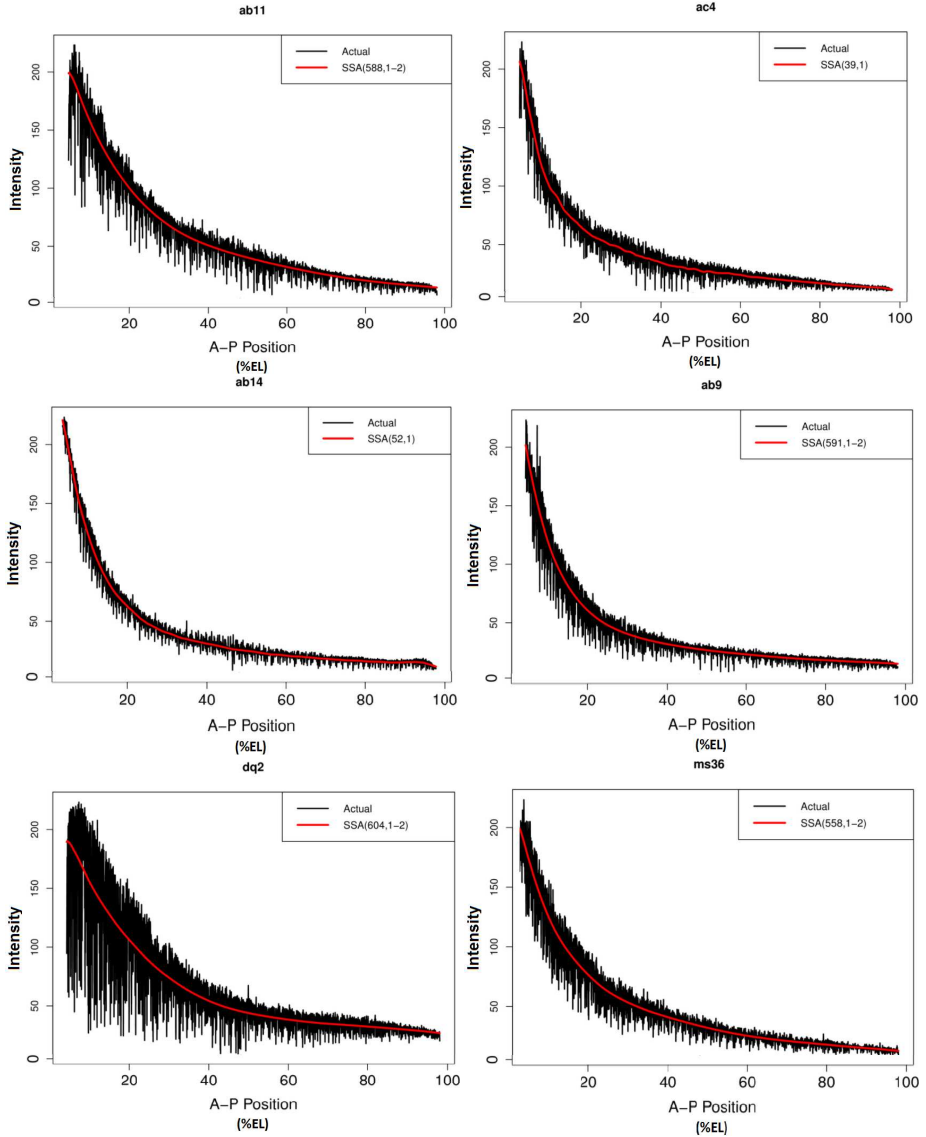 ab11
Actual
SSA(588,1−2)
Intensity
200
150
100
50
0
20 40 60 80 100
A−P Position
(%EL)
ac4
Actual
SSA(39,1)
Intensity
200
150
100
50
0
20 40 60 80 100
A−P Position
(%EL)
ab14
Actual
SSA(52,1)
Intensity
200
150
100
50
0
20 40 60 80 100
A−P Position
(%EL)
ab9
Actual
SSA(591,1−2)
Intensity
200
150
100
50
0
20 40 60 80 100
A−P Position
(%EL)
dq2
Actual
SSA(604,1−2)
Intensity
200
150
100
50
0
20 40 60 80 100
A−P Position
(%EL)
ms36
Actual
SSA(558,1−2)
Intensity
200
150
100
50
0
20 40 60 80 100
A−P Position
(%EL)